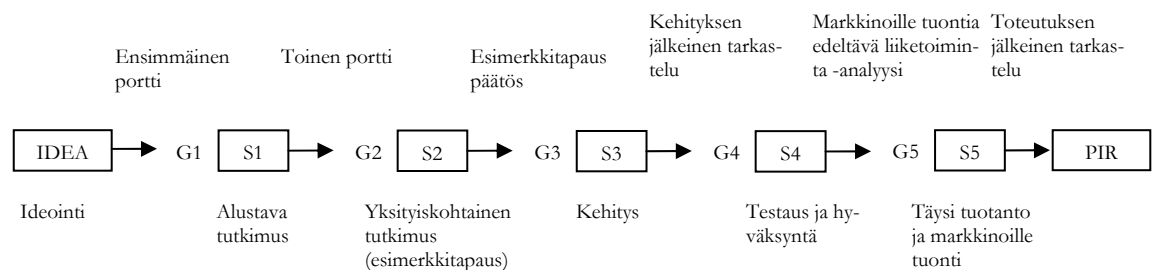 Ensimmäinen
portti
Toinen portti
Esimerkkitapaus
päätös
Kehityksen
jälkeinen tarkas-
telu
Markkinoille tuontia
edeltävä liiketoimin-
ta -analyysi
Toteutuksen
jälkeinen tarkas-
telu
IDEA
G1
S1
G2
S2
G3
S3
G4
S4
G5
S5
PIR
Ideointi
Alustava
tutkimus
Yksityiskohtainen
tutkimus
(esimerkkitapaus)
Kehitys
Testaus ja hy-
väksyntä
Täysi tuotanto
ja markkinoille
tuonti